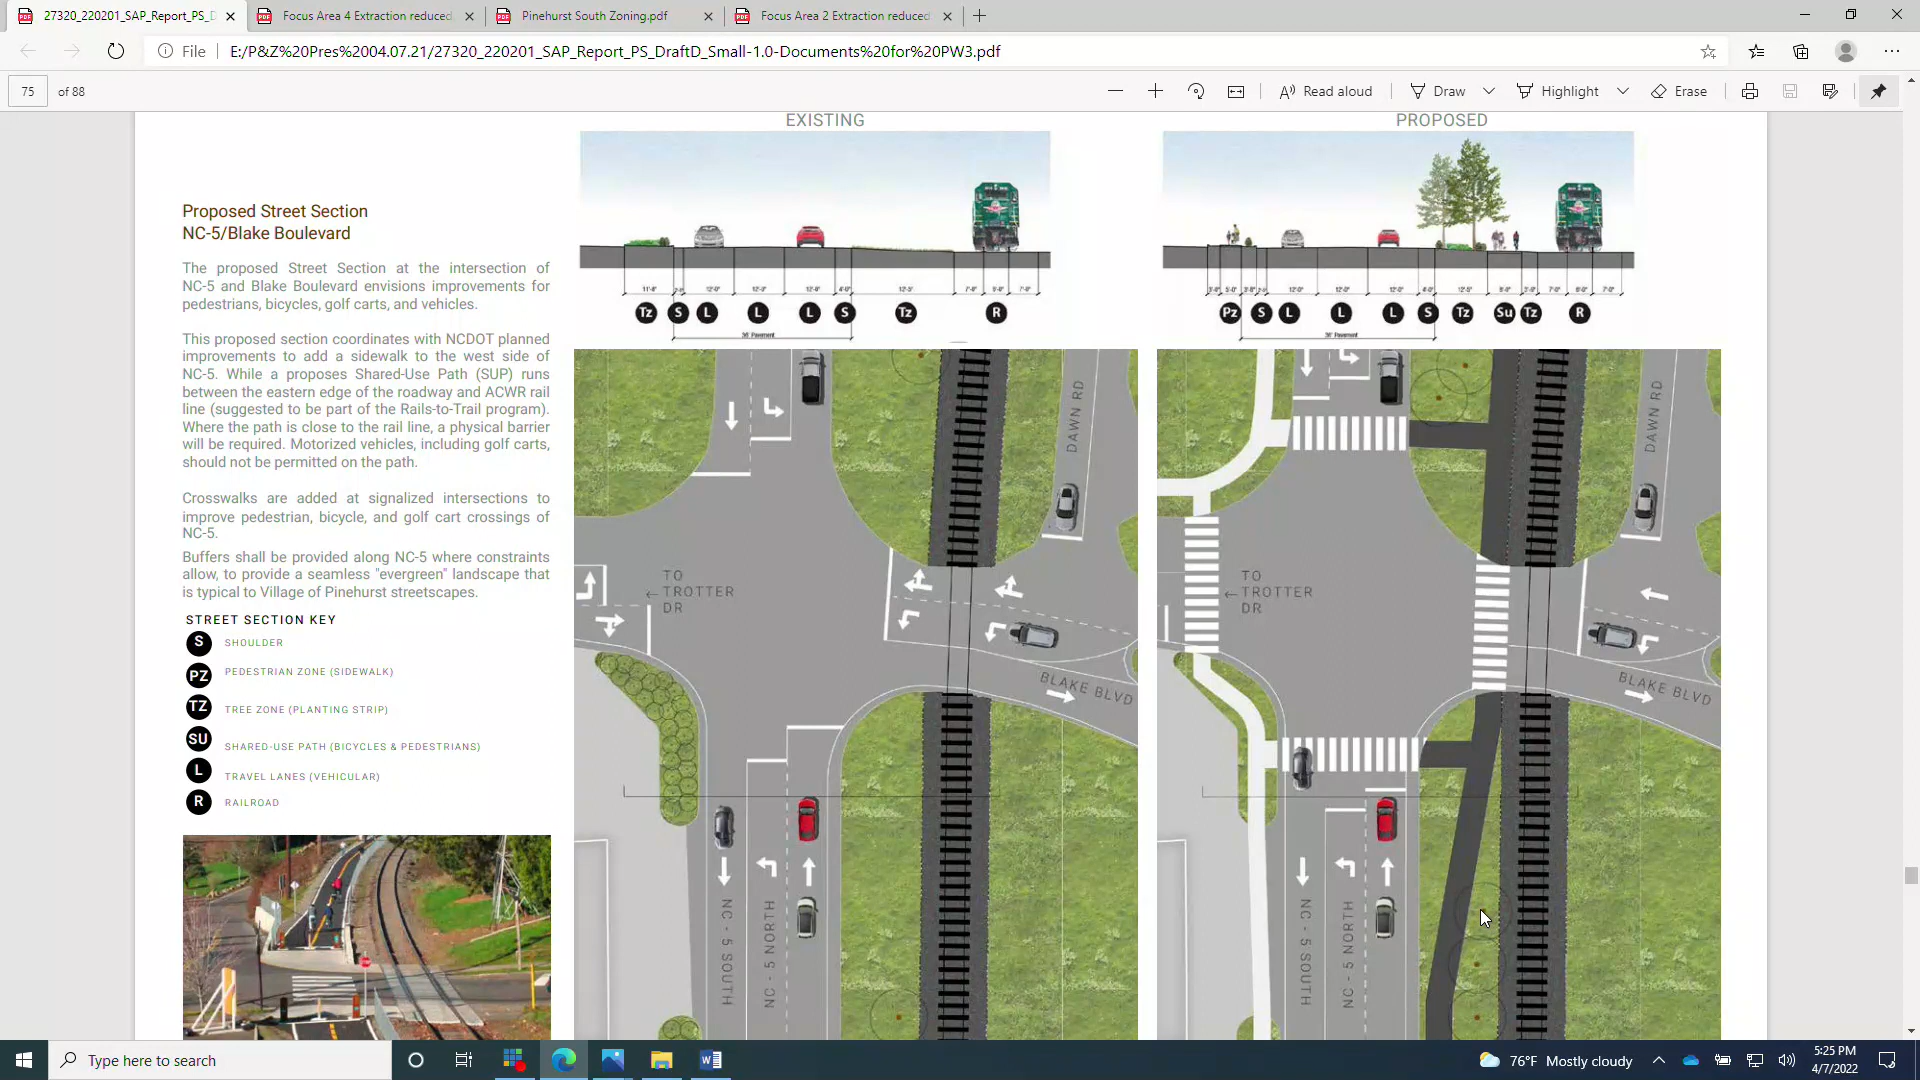 27320_220201_SAP_Report_PS_D
Focus Area 4 Extraction reduced
Pinehurst South Zoning.pdf
Focus Area 2 Extraction reduced
File
E:/P&Z%20Pres%2004.07.21/27320_220201_SAP_Report_PS_DraftD_Small-1.0-Documents%20for%20PW3.pdf
75 of 88
Read aloud
Draw
Highlight
Erase
EXISTING
PROPOSED
Proposed Street Section
NC-5/Blake Boulevard
The proposed Street Section at the intersection of
NC-5 and Blake Boulevard envisions improvements for
pedestrians, bicycles, golf carts, and vehicles.
This proposed section coordinates with NCDOT planned
improvements to add a sidewalk to the west side of
NC-5. While a proposes Shared-Use Path (SUP) runs
between the eastern edge of the roadway and ACWR rail
line (suggested to be part of the Rails-to-Trail program).
Where the path is close to the rail line, a physical barrier
will be required. Motorized vehicles, including golf carts,
should not be permitted on the path.
Crosswalks are added at signalized intersections to
improve pedestrian, bicycle, and golf cart crossings of
NC-5.
Buffers shall be provided along NC-5 where constraints
allow, to provide a seamless "evergreen" landscape that
is typical to Village of Pinehurst streetscapes.
STREET SECTION KEY
S SHOULDER
PZ PEDESTRIAN ZONE (SIDEWALK)
TZ TREE ZONE (PLANTING STRIP)
SU SHARED-USE PATH (BICYCLES & PEDESTRIANS)
L TRAVEL LANES (VEHICULAR)
R RAILROAD
Tz S L L L S Tz R
36' Pavement
Pz S L L L S Tz Su Tz R
36' Pavement
DAWN RD
TO
←TROTTER
DR
BLAKE BLVD
NC - 5 SOUTH
NC - 5 NORTH
DAWN RD
TO
←TROTTER
DR
BLAKE BLVD
NC - 5 SOUTH
NC - 5 NORTH
Type here to search
76°F Mostly cloudy
5:25 PM
4/7/2022